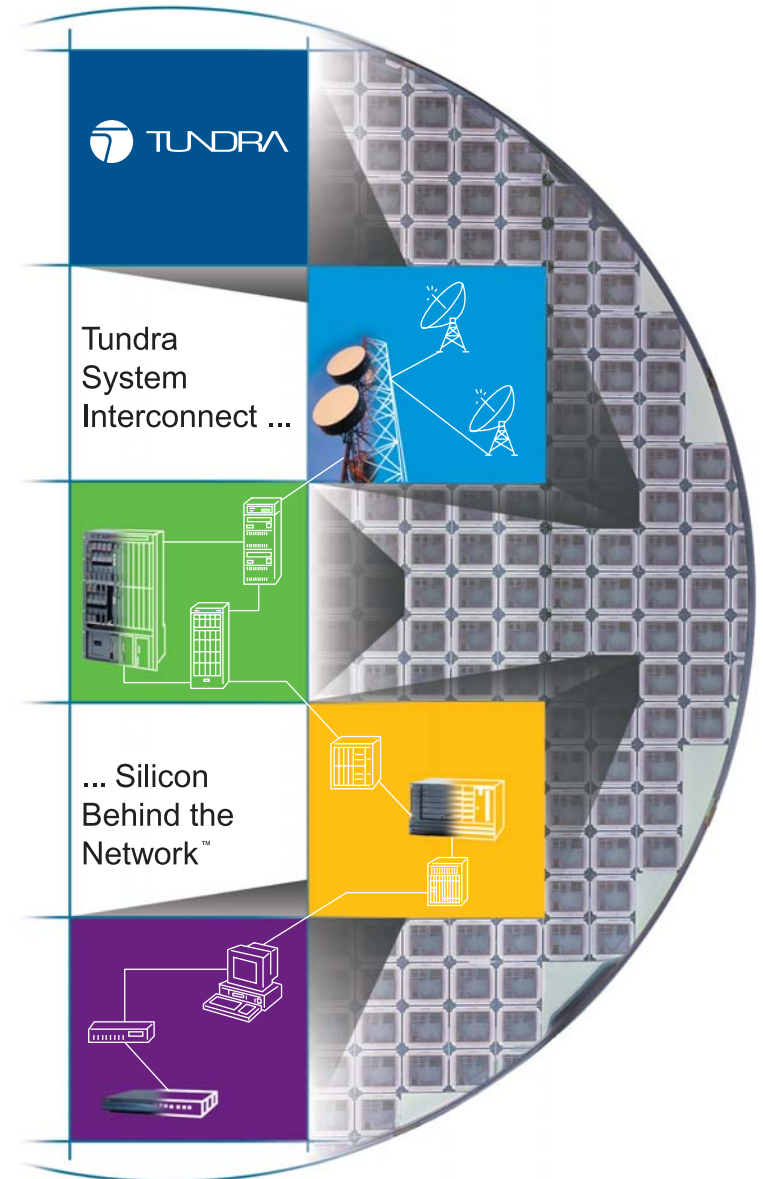 TUNDRA
Tundra
System
Interconnect ...
... Silicon
Behind the
Network™